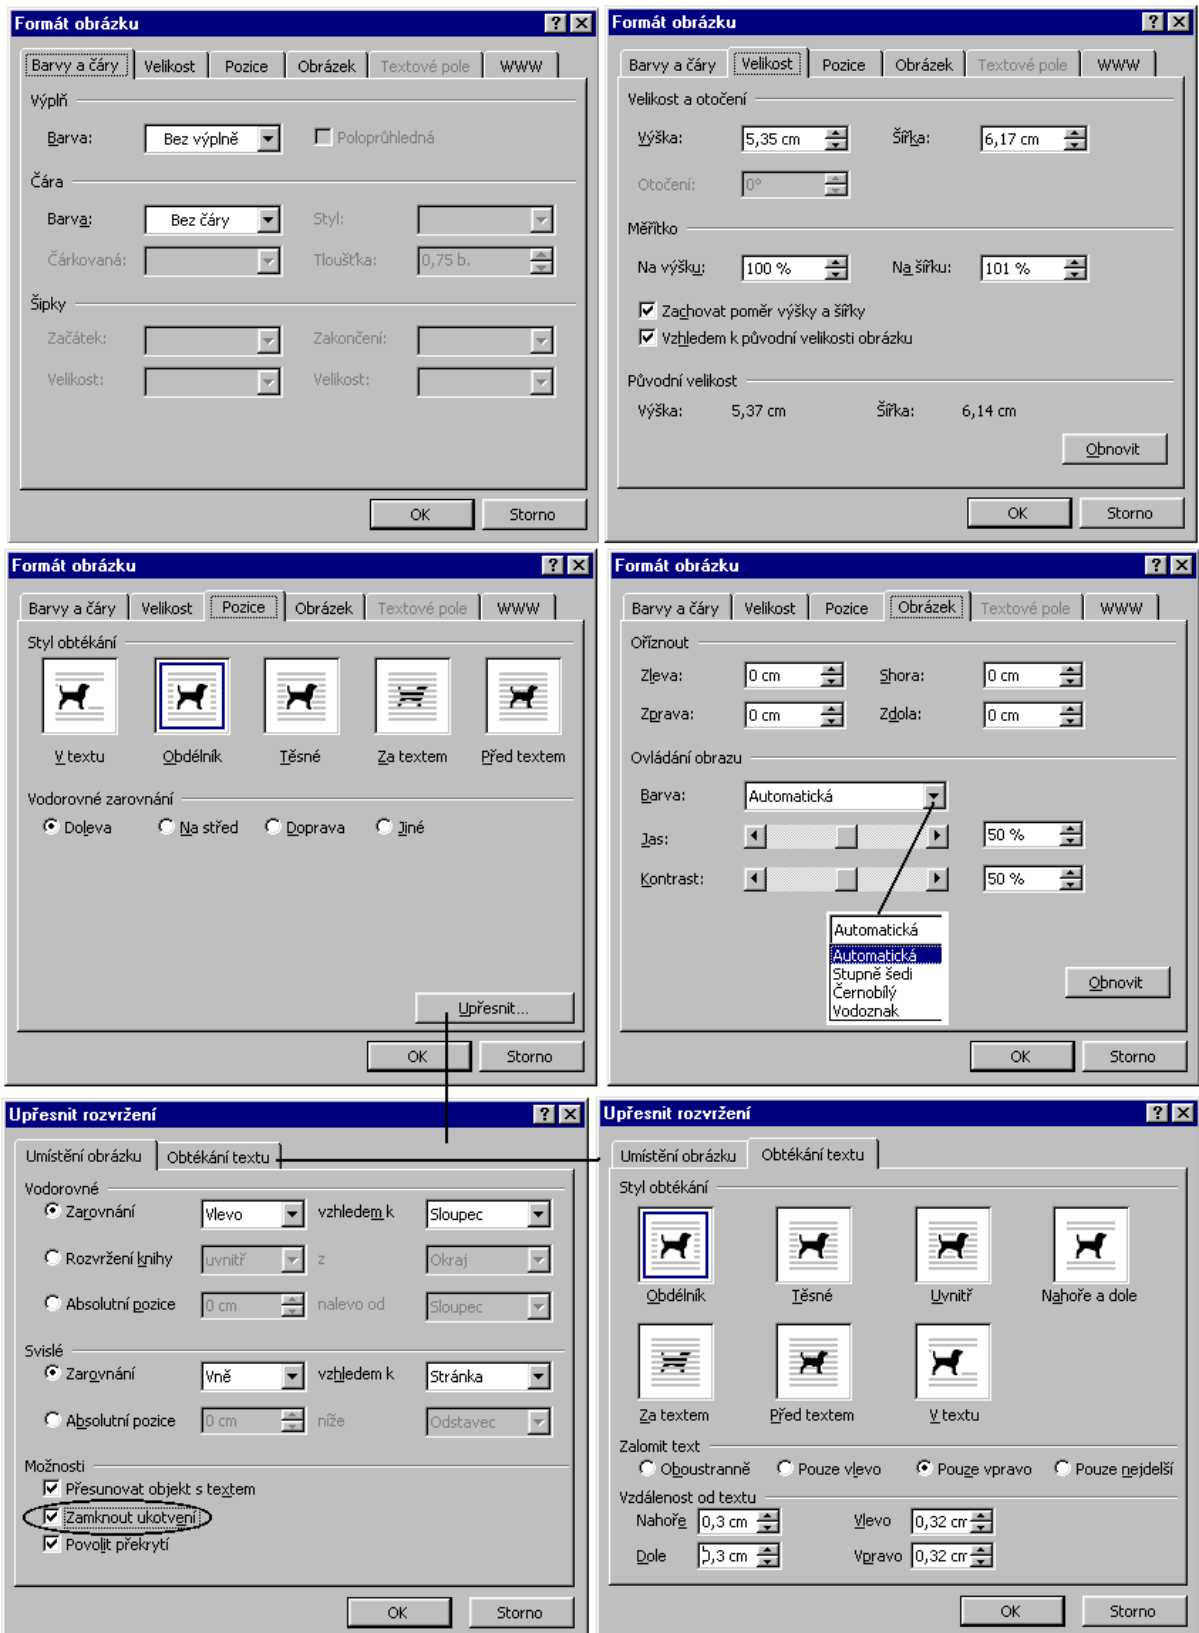 Formát obrázku
Barvy a čáry Velikost Pozice Obrázek Textové pole WWW
Výplň
Barva: Bez výplně Poloprůhledná
Čára
Barva: Bez čáry Styl:
Čárkovaná: Tloušťka: 0,75 b.
Šipky
Začátek: Zakončení:
Velikost: Velikost:
OK Storno
Formát obrázku
Barvy a čáry Velikost Pozice Obrázek Textové pole WWW
Velikost a otočení
Výška: 5,35 cm Šířka: 6,17 cm
Otočení: 0°
Měřítko
Na výšku: 100 % Na šířku: 101 %
Zachovat poměr výšky a šířky
Vzhledem k původní velikosti obrázku
Původní velikost
Výška: 5,37 cm Šířka: 6,14 cm
Obnovit
OK Storno
Formát obrázku
Barvy a čáry Velikost Pozice Obrázek Textové pole WWW
Styl obtékání
V textu Obdélník Těsné Za textem Před textem
Vodorovné zarovnání
Doleva Na střed Doprava Jiné
Upřesnit...
OK Storno
Formát obrázku
Barvy a čáry Velikost Pozice Obrázek Textové pole WWW
Oříznout
Zleva: 0 cm Shora: 0 cm
Zprava: 0 cm Zdola: 0 cm
Ovládání obrazu
Barva: Automatická
Jas: 50 %
Kontrast: 50 %
Automatická
Automatická
Stupně šedi
Černobílý
Vodoznak
Obnovit
OK Storno
Upřesnit rozvržení
Umístění obrázku Obtékání textu
Vodorovné
Zarovnání Vlevo vzhledem k Sloupec
Rozvržení knihy uvnitř z Okraj
Absolutní pozice 0 cm nalevo od Sloupec
Svislé
Zarovnání Vně vzhledem k Stránka
Absolutní pozice 0 cm níže Odstavec
Možnosti
Přesunovat objekt s textem
Zamknout ukotvení
Povolit překrytí
OK Storno
Upřesnit rozvržení
Umístění obrázku Obtékání textu
Styl obtékání
Obdélník Těsné Uvnitř Nahoře a dole
Za textem Před textem V textu
Zalomit text
Oboustranně Pouze vlevo Pouze vpravo Pouze nejdelší
Vzdálenost od textu
Nahoře 0,3 cm Vlevo 0,32 cm
Dole 0,3 cm Vpravo 0,32 cm
OK Storno